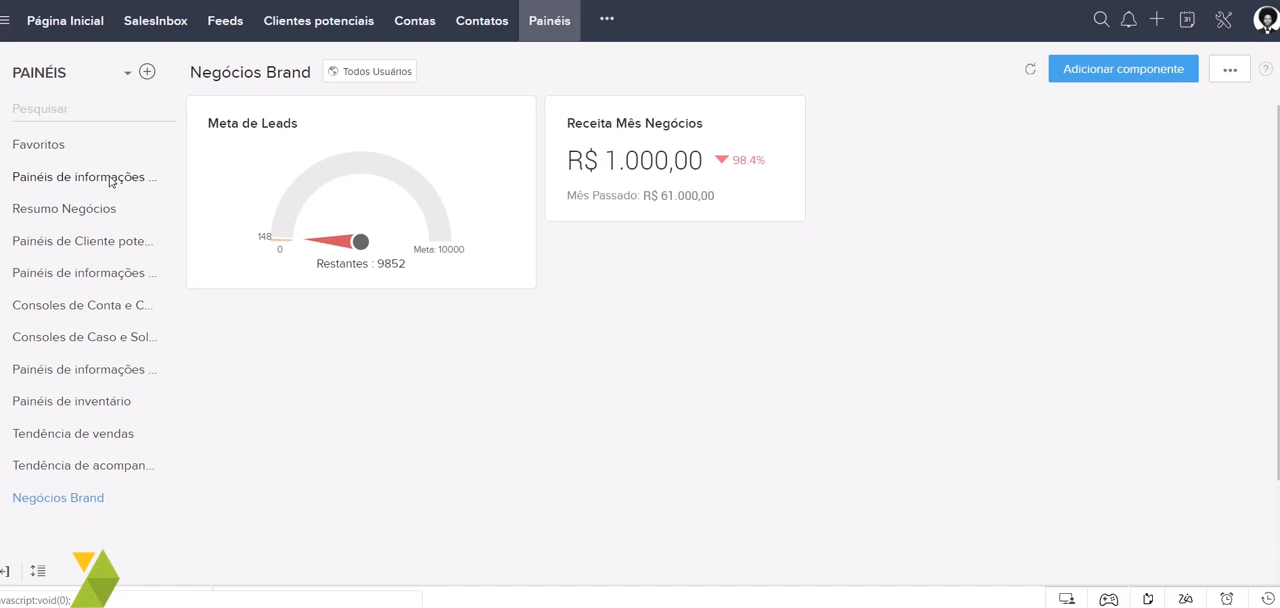 Página Inicial SalesInbox Feeds Clientes potenciais Contas Contatos Painéis ••• 31
PAINÉIS
Pesquisar
Favoritos
Painéis de informações ...
Resumo Negócios
Painéis de Cliente pote...
Painéis de informações ...
Consoles de Conta e C...
Consoles de Caso e Sol...
Painéis de informações ...
Painéis de inventário
Tendência de vendas
Tendência de acompan...
Negócios Brand
Negócios Brand Todos Usuários Adicionar componente ••• ?
Meta de Leads
148
0
Meta: 10000
Restantes : 9852
Receita Mês Negócios
R$ 1.000,00 98.4%
Mês Passado: R$ 61.000,00
avascript:void(0);